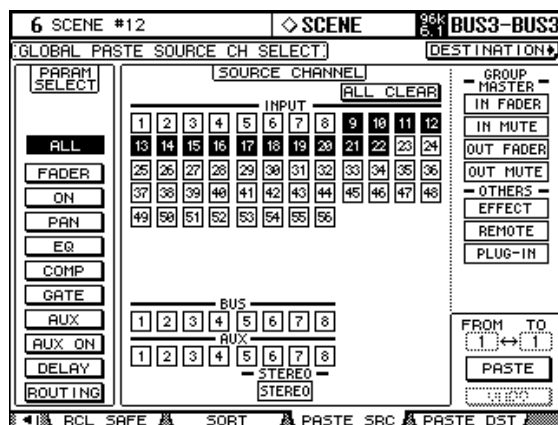 6 SCENE #12 ◇SCENE 96k 6.1 BUS3-BUS3
GLOBAL PASTE SOURCE CH SELECT DESTINATION
PARAM SELECT
ALL
FADER
ON
PAN
EQ
COMP
GATE
AUX
AUX ON
DELAY
ROUTING
SOURCE CHANNEL
ALL CLEAR
INPUT
1 2 3 4 5 6 7 8 9 10 11 12
13 14 15 16 17 18 19 20 21 22 23 24
25 26 27 28 29 30 31 32 33 34 35 36
37 38 39 40 41 42 43 44 45 46 47 48
49 50 51 52 53 54 55 56
BUS
1 2 3 4 5 6 7 8
AUX
1 2 3 4 5 6 7 8
STEREO
STEREO
GROUP MASTER
IN FADER
IN MUTE
OUT FADER
OUT MUTE
OTHERS
EFFECT
REMOTE
PLUG-IN
FROM TO
1 ↔ 1
PASTE
UNDO
RCL SAFE SORT PASTE SRC PASTE DST